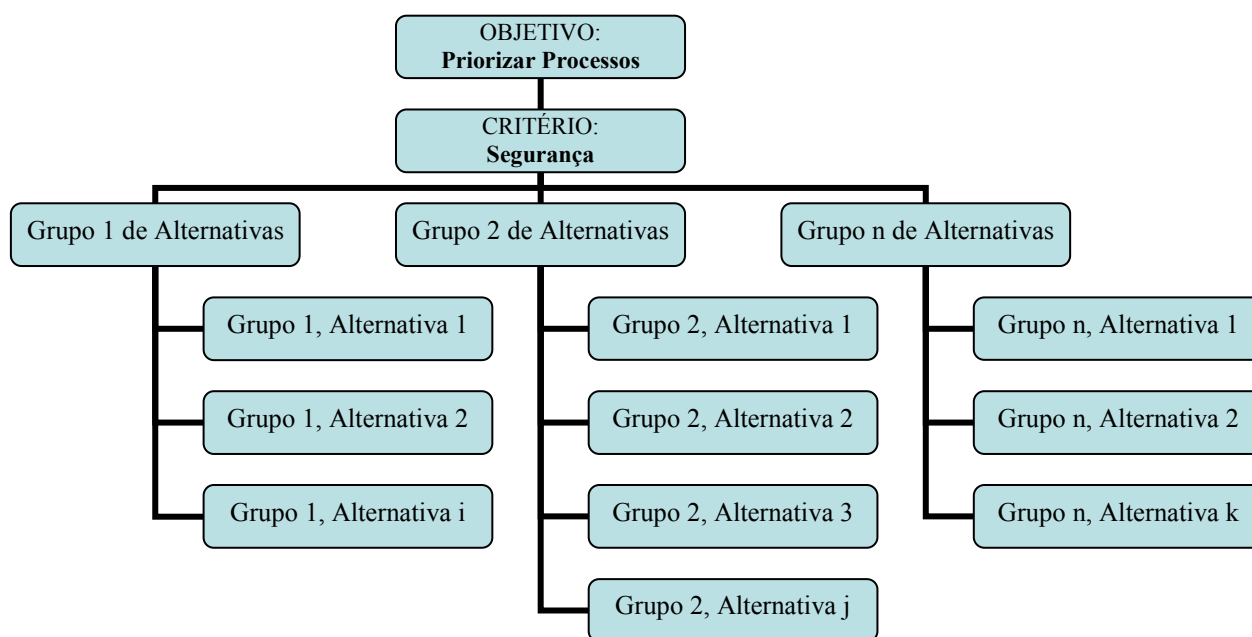 OBJETIVO:
Priorizar Processos
CRITÉRIO:
Segurança
Grupo 1 de Alternativas
Grupo 2 de Alternativas
Grupo n de Alternativas
Grupo 1, Alternativa 1
Grupo 2, Alternativa 1
Grupo n, Alternativa 1
Grupo 1, Alternativa 2
Grupo 2, Alternativa 2
Grupo n, Alternativa 2
Grupo 1, Alternativa i
Grupo 2, Alternativa 3
Grupo n, Alternativa k
Grupo 2, Alternativa j